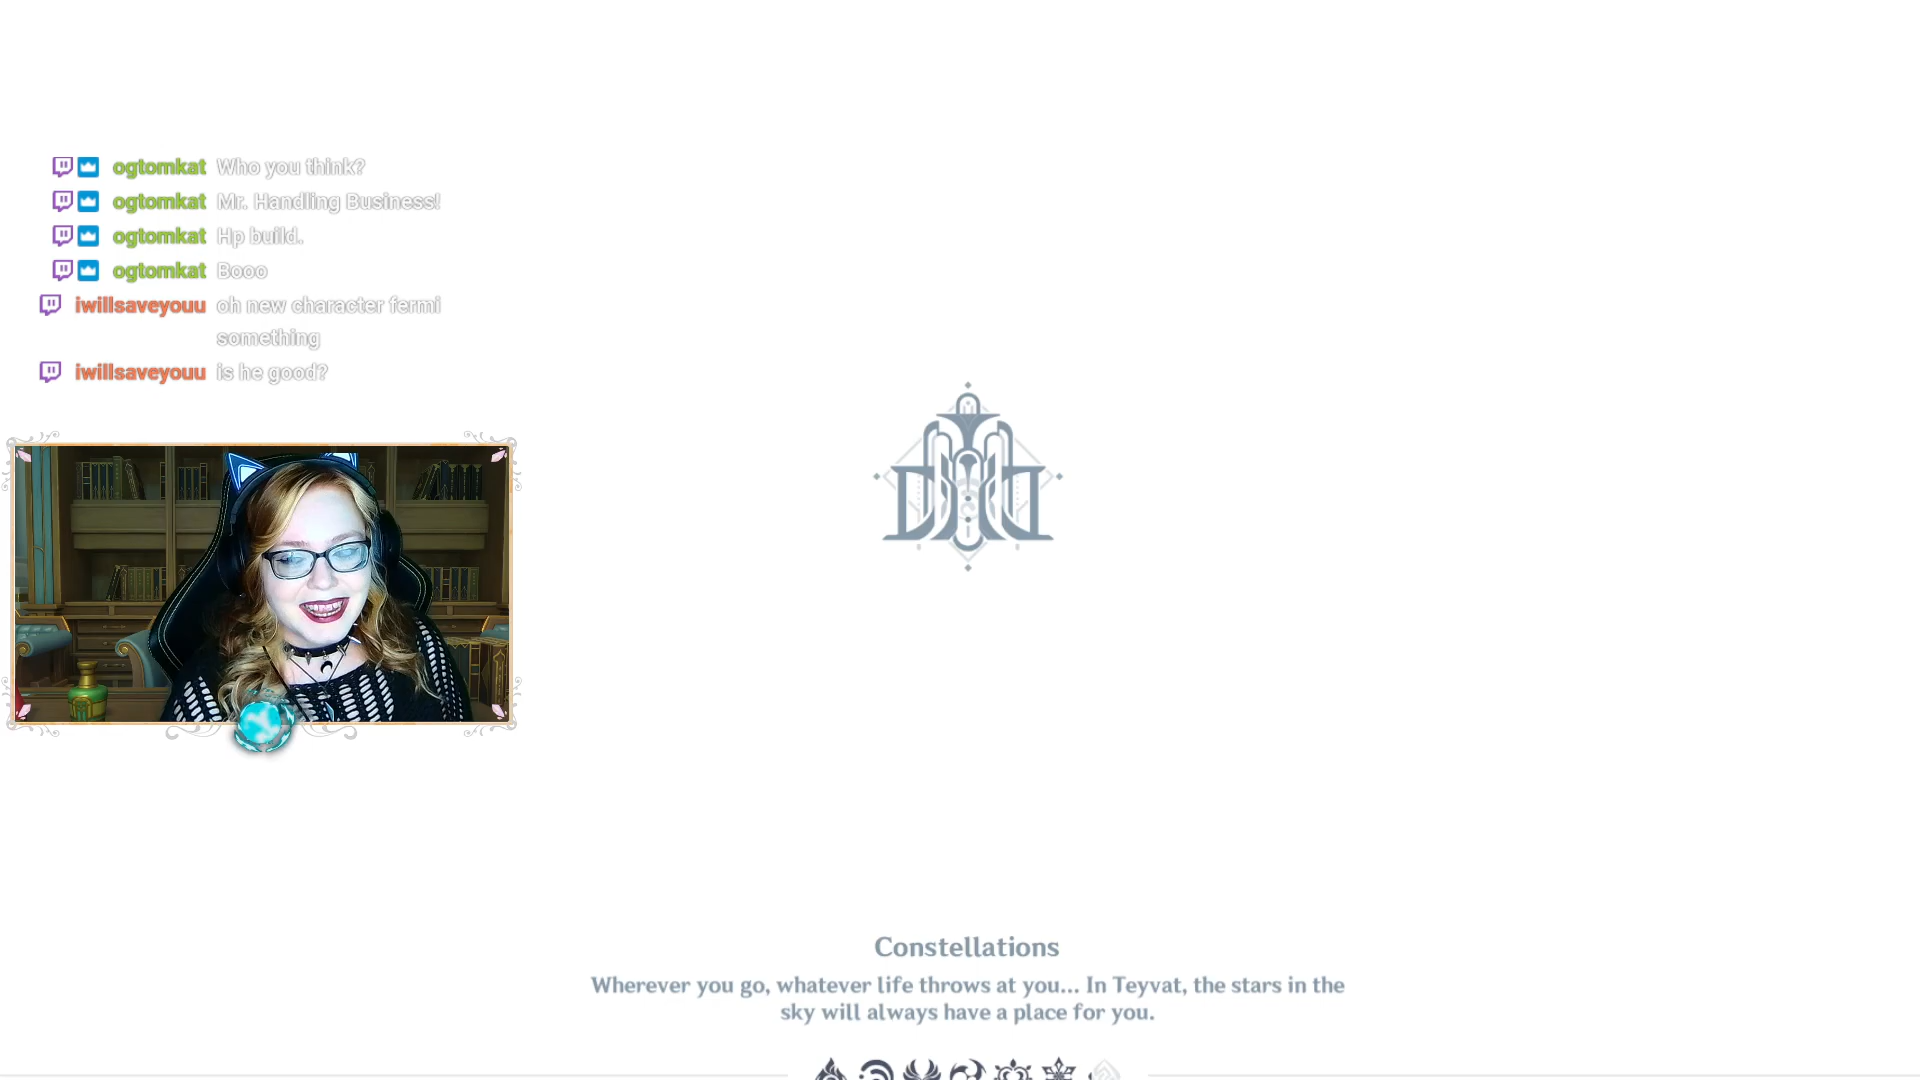 ogtomkat Who you think?
ogtomkat Mr. Handling Business!
ogtomkat Hp build.
ogtomkat Booo
iwillsaveyouu oh new character fermi
something
iwillsaveyouu is he good?
Constellations
Wherever you go, whatever life throws at you... In Teyvat, the stars in the
sky will always have a place for you.